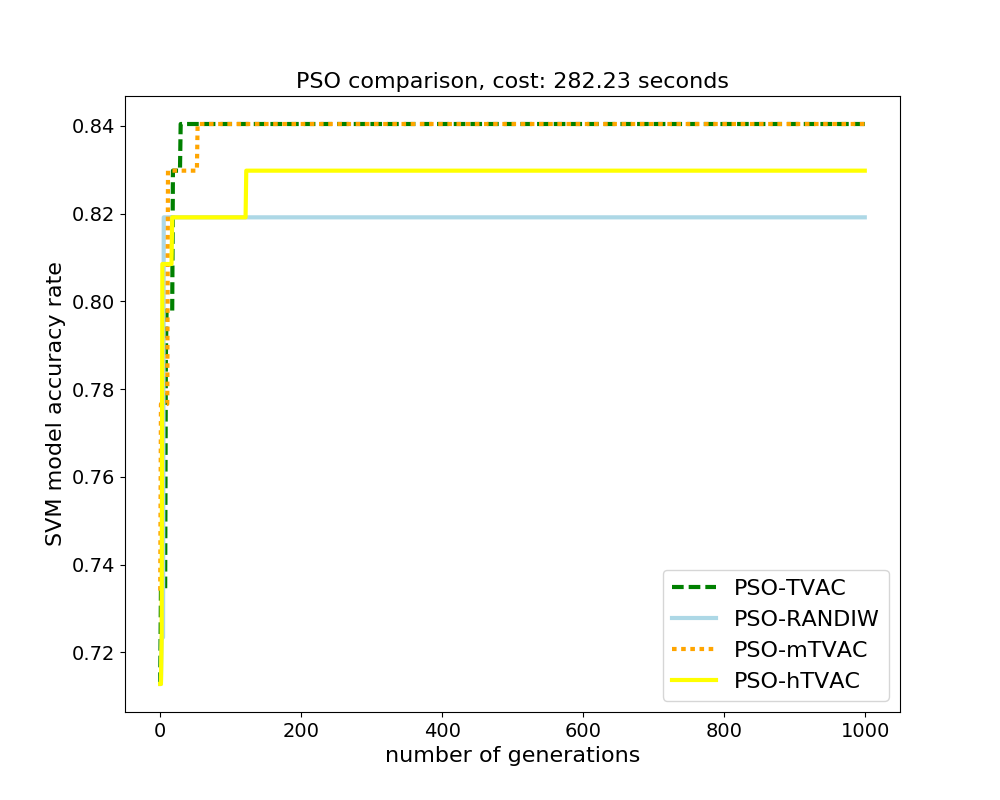 PSO comparison, cost: 282.23 seconds
SVM model accuracy rate
0.84
0.82
0.80
0.78
0.76
0.74
0.72
0 200 400 600 800 1000
number of generations
PSO-TVAC
PSO-RANDIW
PSO-mTVAC
PSO-hTVAC